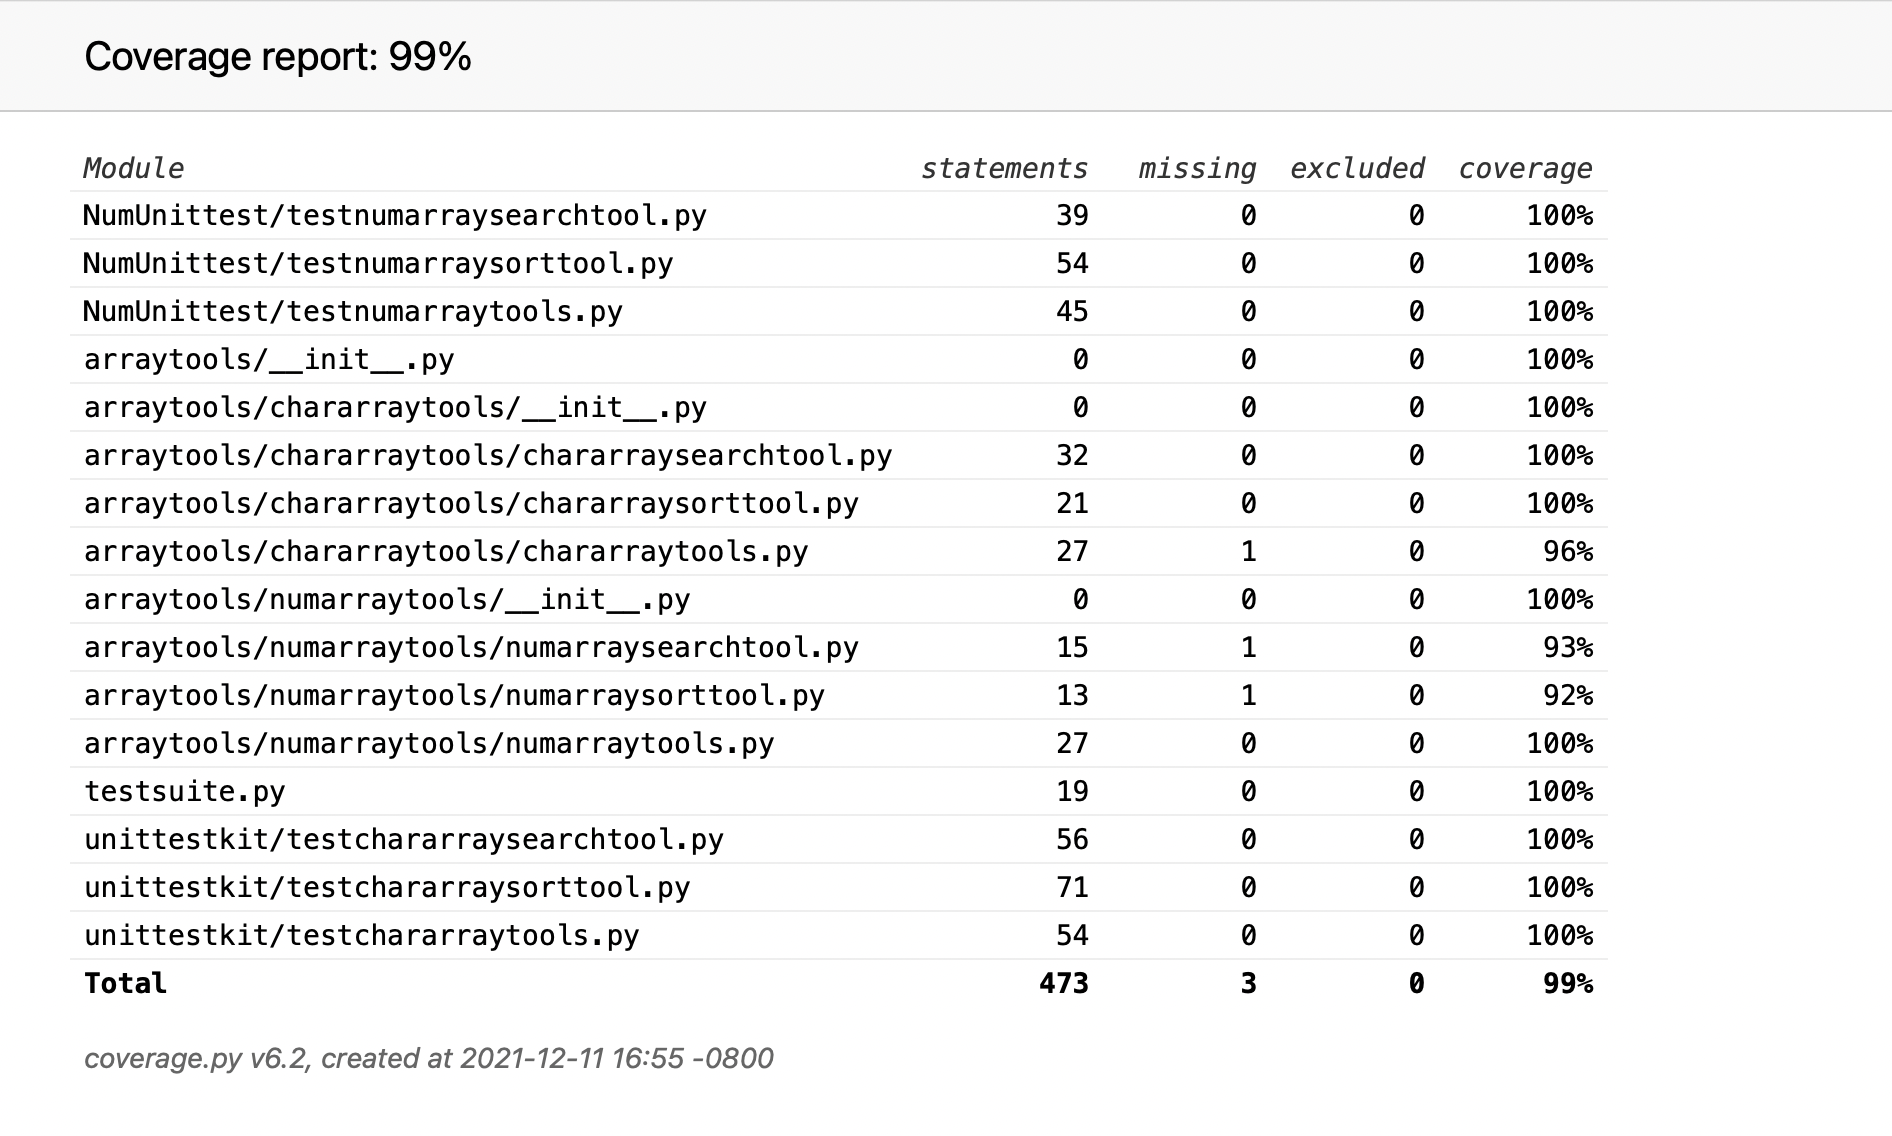 Coverage report: 99%
Module statements missing excluded coverage
NumUnittest/testnumarraysearchtool.py 39 0 0 100%
NumUnittest/testnumarraysorttool.py 54 0 0 100%
NumUnittest/testnumarraytools.py 45 0 0 100%
arraytools/__init__.py 0 0 0 100%
arraytools/chararraytools/__init__.py 0 0 0 100%
arraytools/chararraytools/chararraysearchtool.py 32 0 0 100%
arraytools/chararraytools/chararraysorttool.py 21 0 0 100%
arraytools/chararraytools/chararraytools.py 27 1 0 96%
arraytools/numarraytools/__init__.py 0 0 0 100%
arraytools/numarraytools/numarraysearchtool.py 15 1 0 93%
arraytools/numarraytools/numarraysorttool.py 13 1 0 92%
arraytools/numarraytools/numarraytools.py 27 0 0 100%
testsuite.py 19 0 0 100%
unittestkit/testchararraysearchtool.py 56 0 0 100%
unittestkit/testchararraysorttool.py 71 0 0 100%
unittestkit/testchararraytools.py 54 0 0 100%
Total 473 3 0 99%
coverage.py v6.2, created at 2021-12-11 16:55 -0800